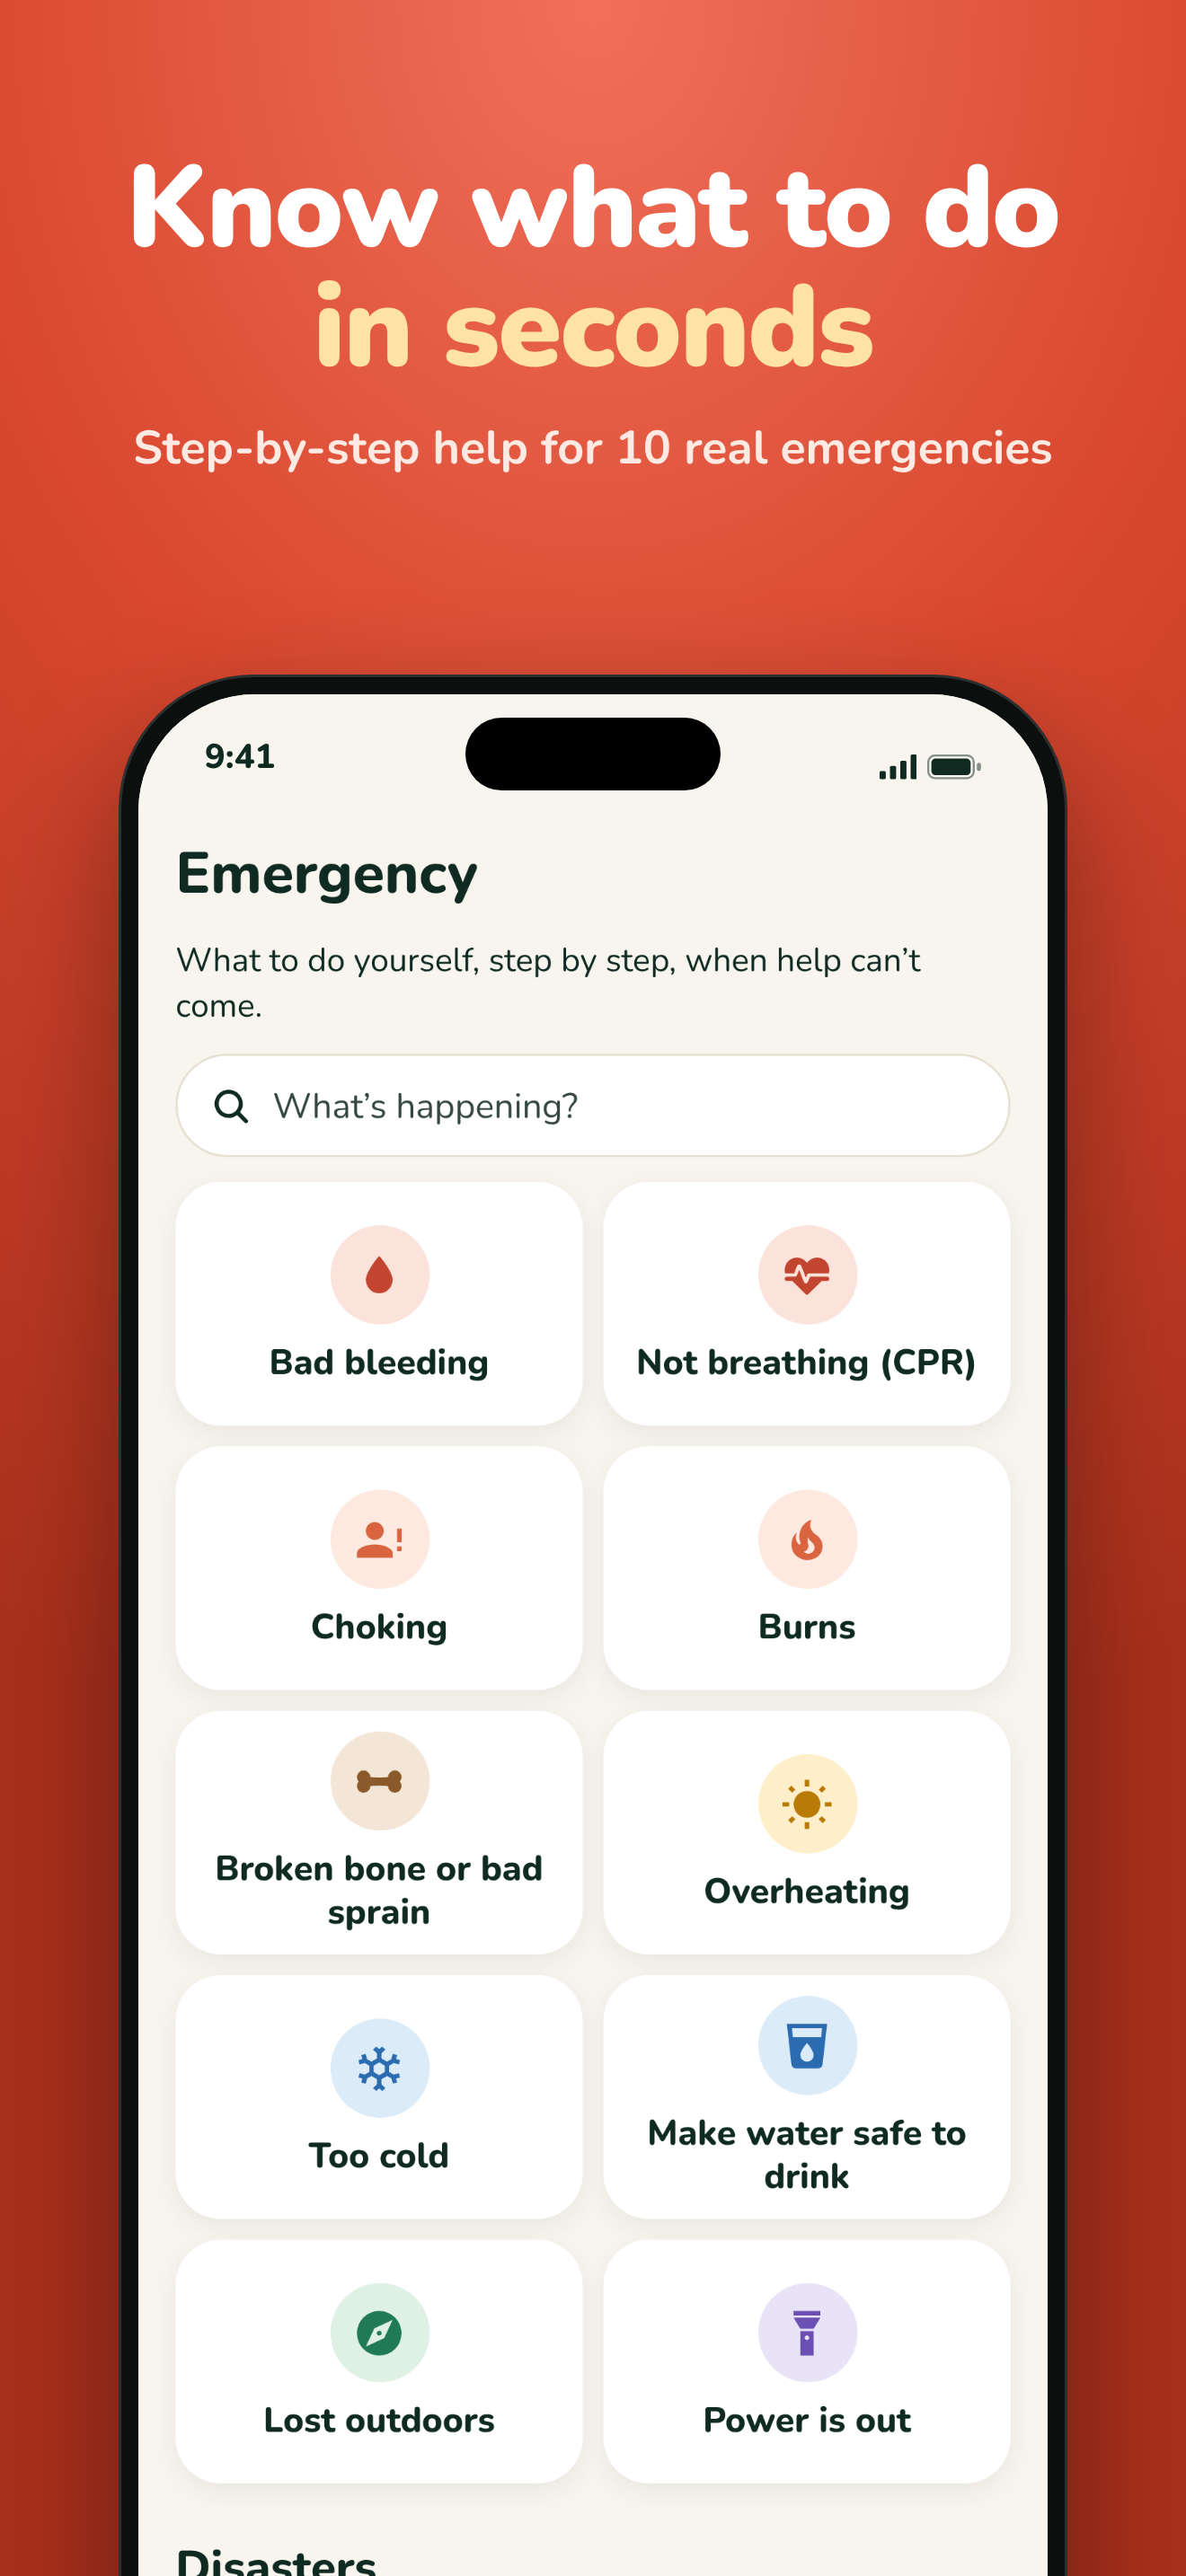 Know what to do
in seconds
Step-by-step help for 10 real emergencies
9:41
Emergency
What to do yourself, step by step, when help can’t
come.
What’s happening?
Bad bleeding
Not breathing (CPR)
Choking
Burns
Broken bone or bad
sprain
Overheating
Too cold
Make water safe to
drink
Lost outdoors
Power is out
Disasters